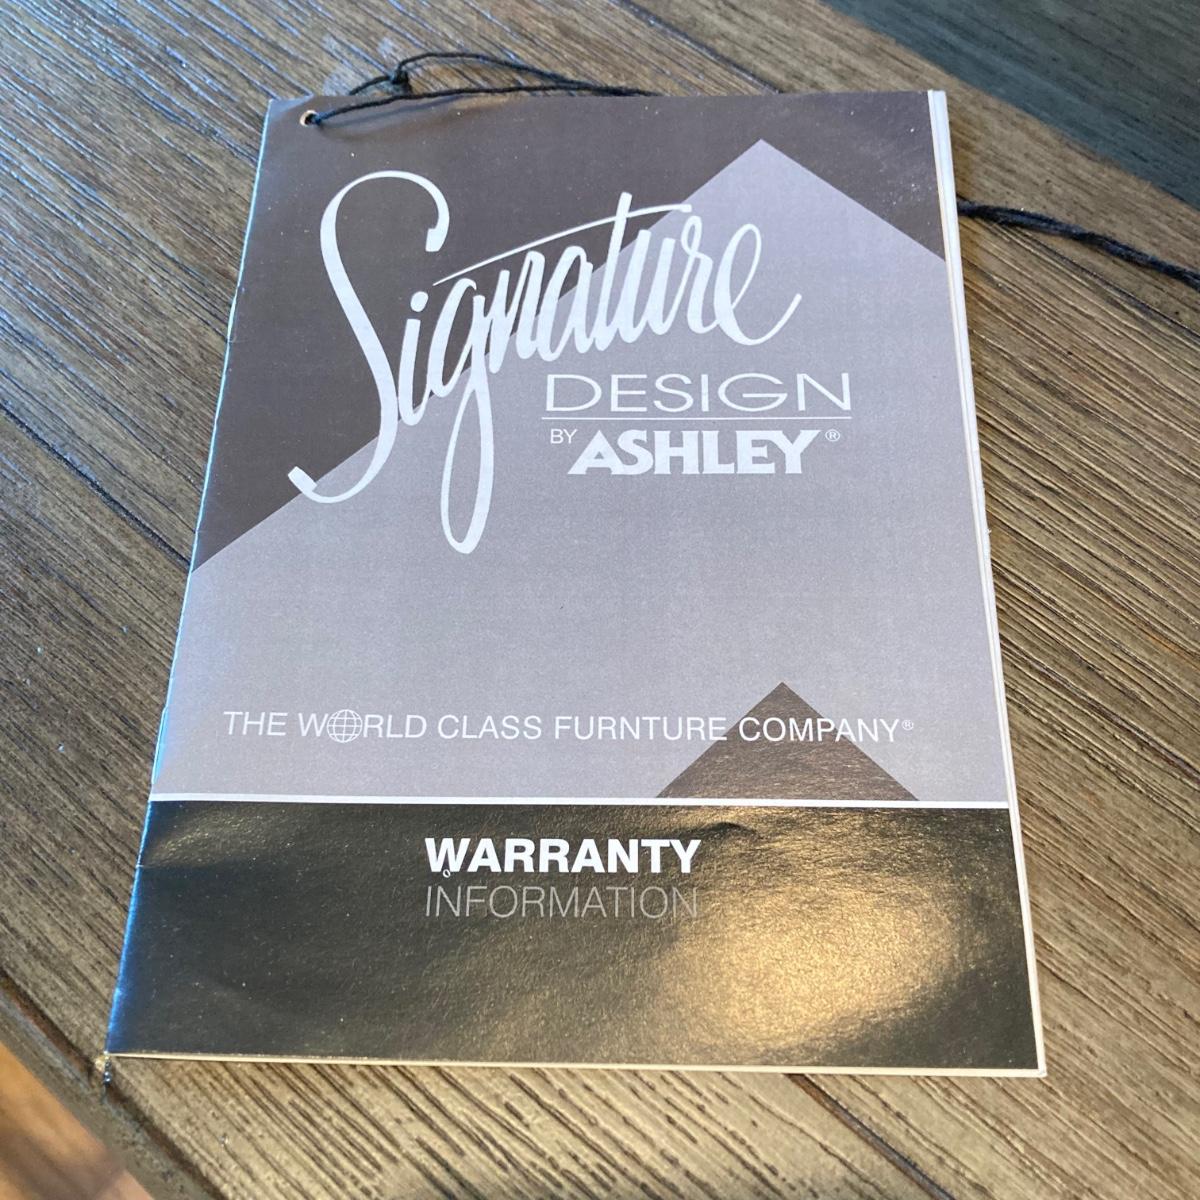 Signature
DESIGN
BY ASHLEY®
THE WORLD CLASS FURNTURE COMPANY®
WARRANTY
INFORMATION